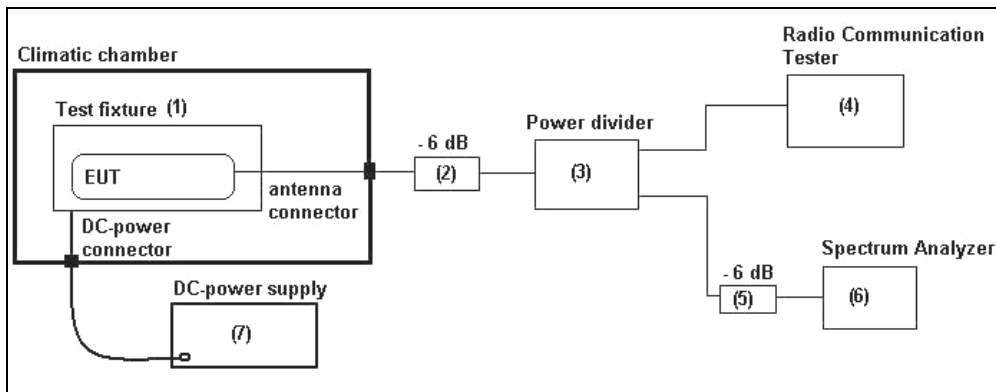 Radio Communication
Tester
Climatic chamber
(4)
Test fixture (1)
Power divider
- 6 dB
(2)
(3)
EUT
antenna
connector
DC-power
connector
Spectrum Analyzer
- 6 dB
(5)
(6)
DC-power supply
(7)